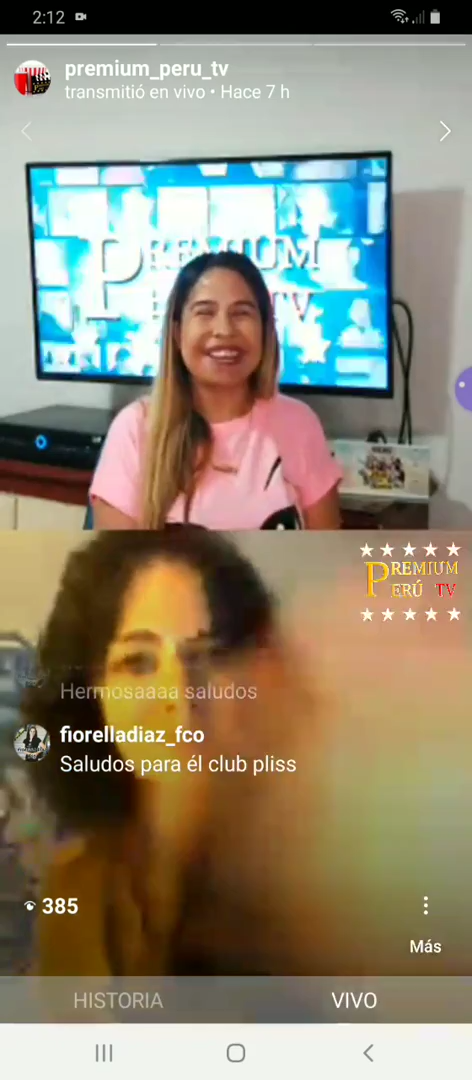 2:12
premium_peru_tv
transmitió en vivo • Hace 7 h
PREMIUM
TV
PREMIUM
PERÚ TV
Hermosaaaa saludos
fiorelladiaz_fco
Saludos para él club pliss
385
Más
HISTORIA
VIVO